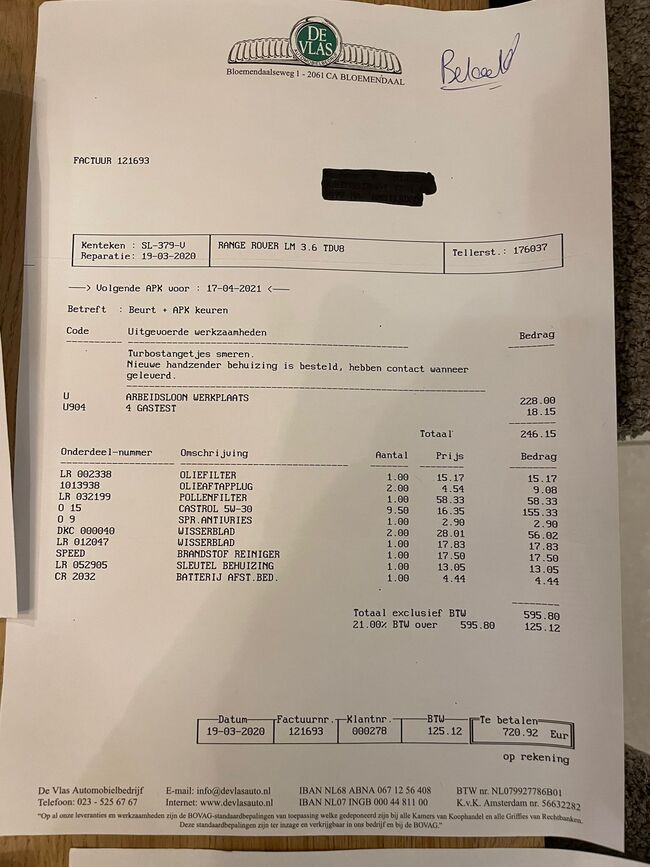 DE VLAS
AUTOMOBIELBEDRIJF
Bloemendaalseweg 1 - 2061 CA BLOEMENDAAL
Betaald
FACTUUR 121693
Kenteken : SL-379-V RANGE ROVER LM 3.6 TDV8 Tellerst.: 176037
Reparatie: 19-03-2020
---> Volgende APK voor : 17-04-2021 <---
Betreft : Beurt + APK keuren
Code Uitgevoerde werkzaamheden Bedrag
Turbostangetjes smeren.
Nieuwe handzender behuizing is besteld, hebben contact wanneer
geleverd.
U ARBEIDSLOON WERKPLAATS 228.00
U904 4 GASTEST 18.15
Totaal 246.15
Onderdeel-nummer Omschrijving Aantal Prijs Bedrag
LR 002338 OLIEFILTER 1.00 15.17 15.17
1013938 OLIEAFTAPPLUG 2.00 4.54 9.08
LR 032199 POLLENFILTER 1.00 58.33 58.33
O 15 CASTROL 5W-30 9.50 16.35 155.33
O 9 SPR.ANTIVRIES 1.00 2.90 2.90
DKC 000040 WISSERBLAD 2.00 28.01 56.02
LR 012047 WISSERBLAD 1.00 17.83 17.83
SPEED BRANDSTOF REINIGER 1.00 17.50 17.50
LR 052905 SLEUTEL BEHUIZING 1.00 13.05 13.05
CR 2032 BATTERIJ AFST.BED. 1.00 4.44 4.44
Totaal exclusief BTW 595.80
21.00% BTW over 595.80 125.12
Datum Factuurnr. Klantnr. BTW Te betalen
19-03-2020 121693 000278 125.12 720.92 Eur
op rekening
De Vlas Automobielbedrijf E-mail: info@devlasauto.nl IBAN NL68 ABNA 067 12 56 408 BTW nr. NL079927786B01
Telefoon: 023 - 525 67 67 Internet: www.devlasauto.nl IBAN NL07 INGB 000 44 811 00 K.v.K. Amsterdam nr. 56632282
"Op al onze leveranties en werkzaamheden zijn de BOVAG-standaardbepalingen van toepassing welke gedeponeerd zijn bij alle Kamers van Koophandel en alle Griffies van Rechtbanken.
Deze standaardbepalingen zijn ter inzage en verkrijgbaar in ons bedrijf en bij de BOVAG."